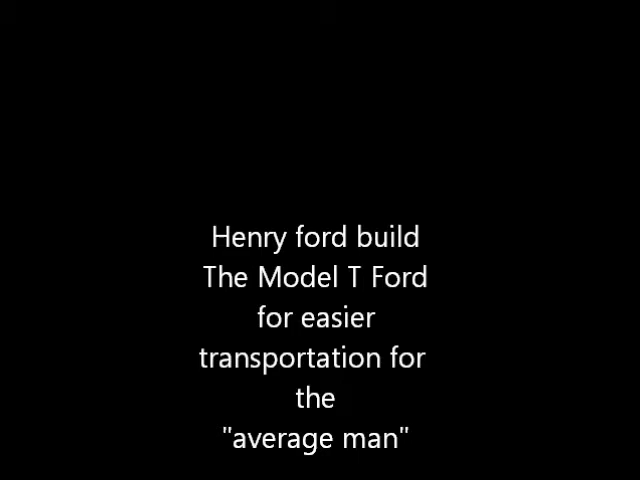 Henry ford build
The Model T Ford
for easier
transportation for
the
"average man"